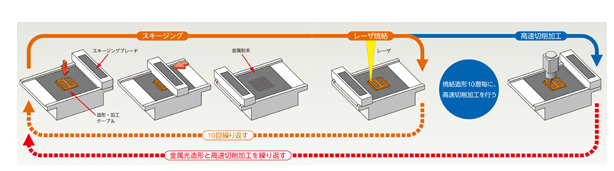 スキージング
レーザ焼結
高速切削加工
スキージングブレード
金属粉末
レーザ
造形・加工
テーブル
焼結造形10層毎に、
高速切削加工を行う
10回繰り返す
金属光造形と高速切削加工を繰り返す